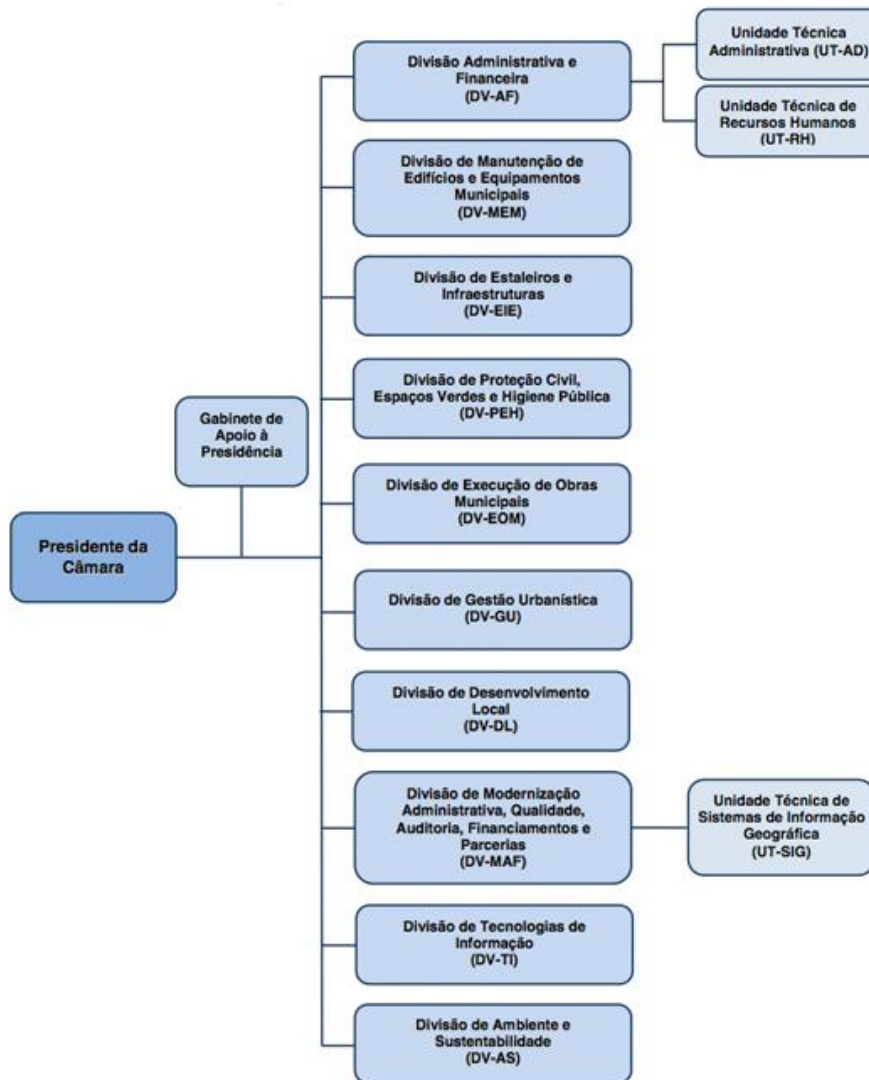 Presidente da
Câmara
Gabinete de
Apoio à
Presidência
Divisão Administrativa e
Financeira
(DV-AF)
Unidade Técnica
Administrativa (UT-AD)
Unidade Técnica de
Recursos Humanos
(UT-RH)
Divisão de Manutenção de
Edifícios e Equipamentos
Municipais
(DV-MEM)
Divisão de Estaleiros e
Infraestruturas
(DV-EIE)
Divisão de Proteção Civil,
Espaços Verdes e Higiene Pública
(DV-PEH)
Divisão de Execução de Obras
Municipais
(DV-EOM)
Divisão de Gestão Urbanística
(DV-GU)
Divisão de Desenvolvimento
Local
(DV-DL)
Divisão de Modernização
Administrativa, Qualidade,
Auditoria, Financiamentos e
Parcerias
(DV-MAF)
Unidade Técnica de
Sistemas de Informação
Geográfica
(UT-SIG)
Divisão de Tecnologias de
Informação
(DV-TI)
Divisão de Ambiente e
Sustentabilidade
(DV-AS)